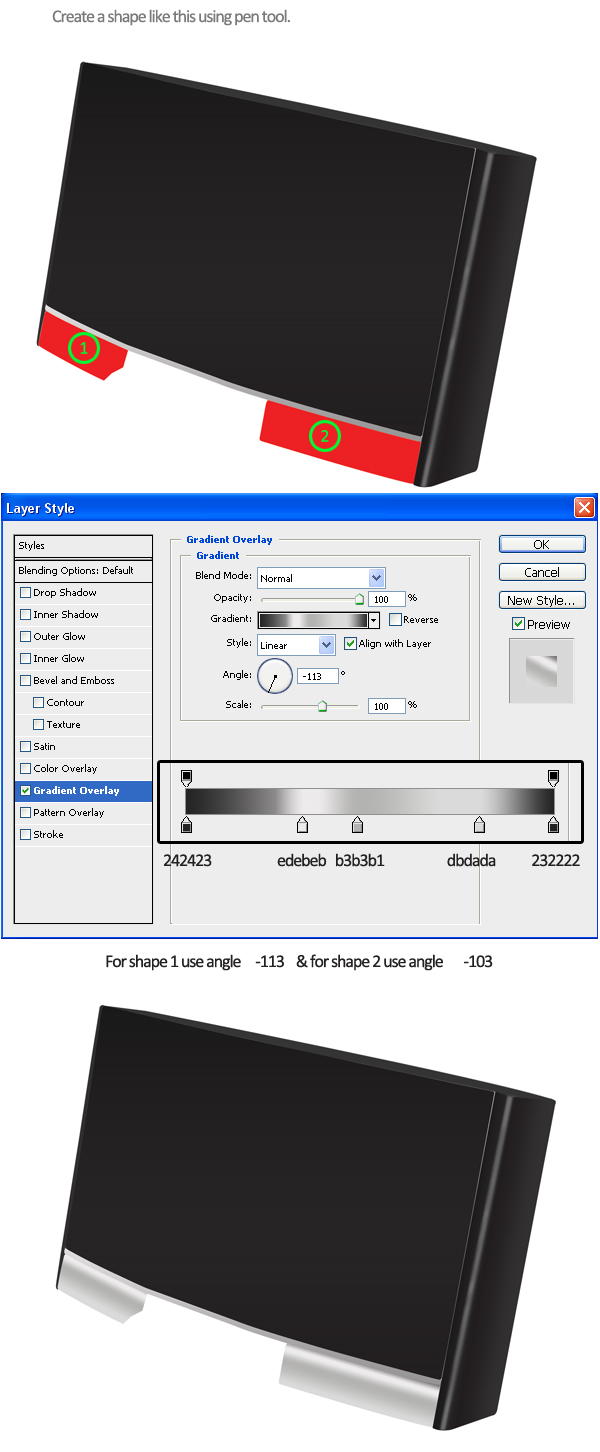 Create a shape like this using pen tool.
1
2
Layer Style
Styles
Blending Options: Default
Drop Shadow
Inner Shadow
Outer Glow
Inner Glow
Bevel and Emboss
Contour
Texture
Satin
Color Overlay
Gradient Overlay
Pattern Overlay
Stroke
Gradient Overlay
Gradient
Blend Mode: Normal
Opacity: 100 %
Gradient: Reverse
Style: Linear Align with Layer
Angle: -113 °
Scale: 100 %
OK
Cancel
New Style...
Preview
242423 edebeb b3b3b1 dbdada 232222
For shape 1 use angle -113 & for shape 2 use angle -103